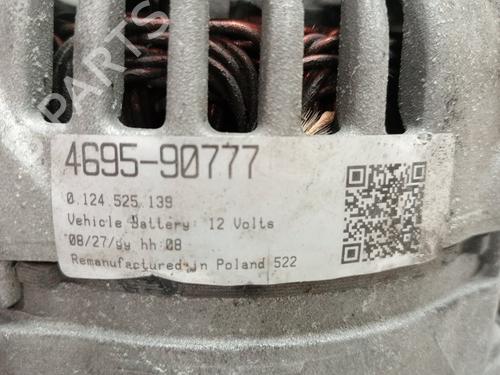 4695-90777
0.124.525.139
Vehicle Battery: 12 Volts
08/27/yy hh:08
Remanufactured in Poland 522